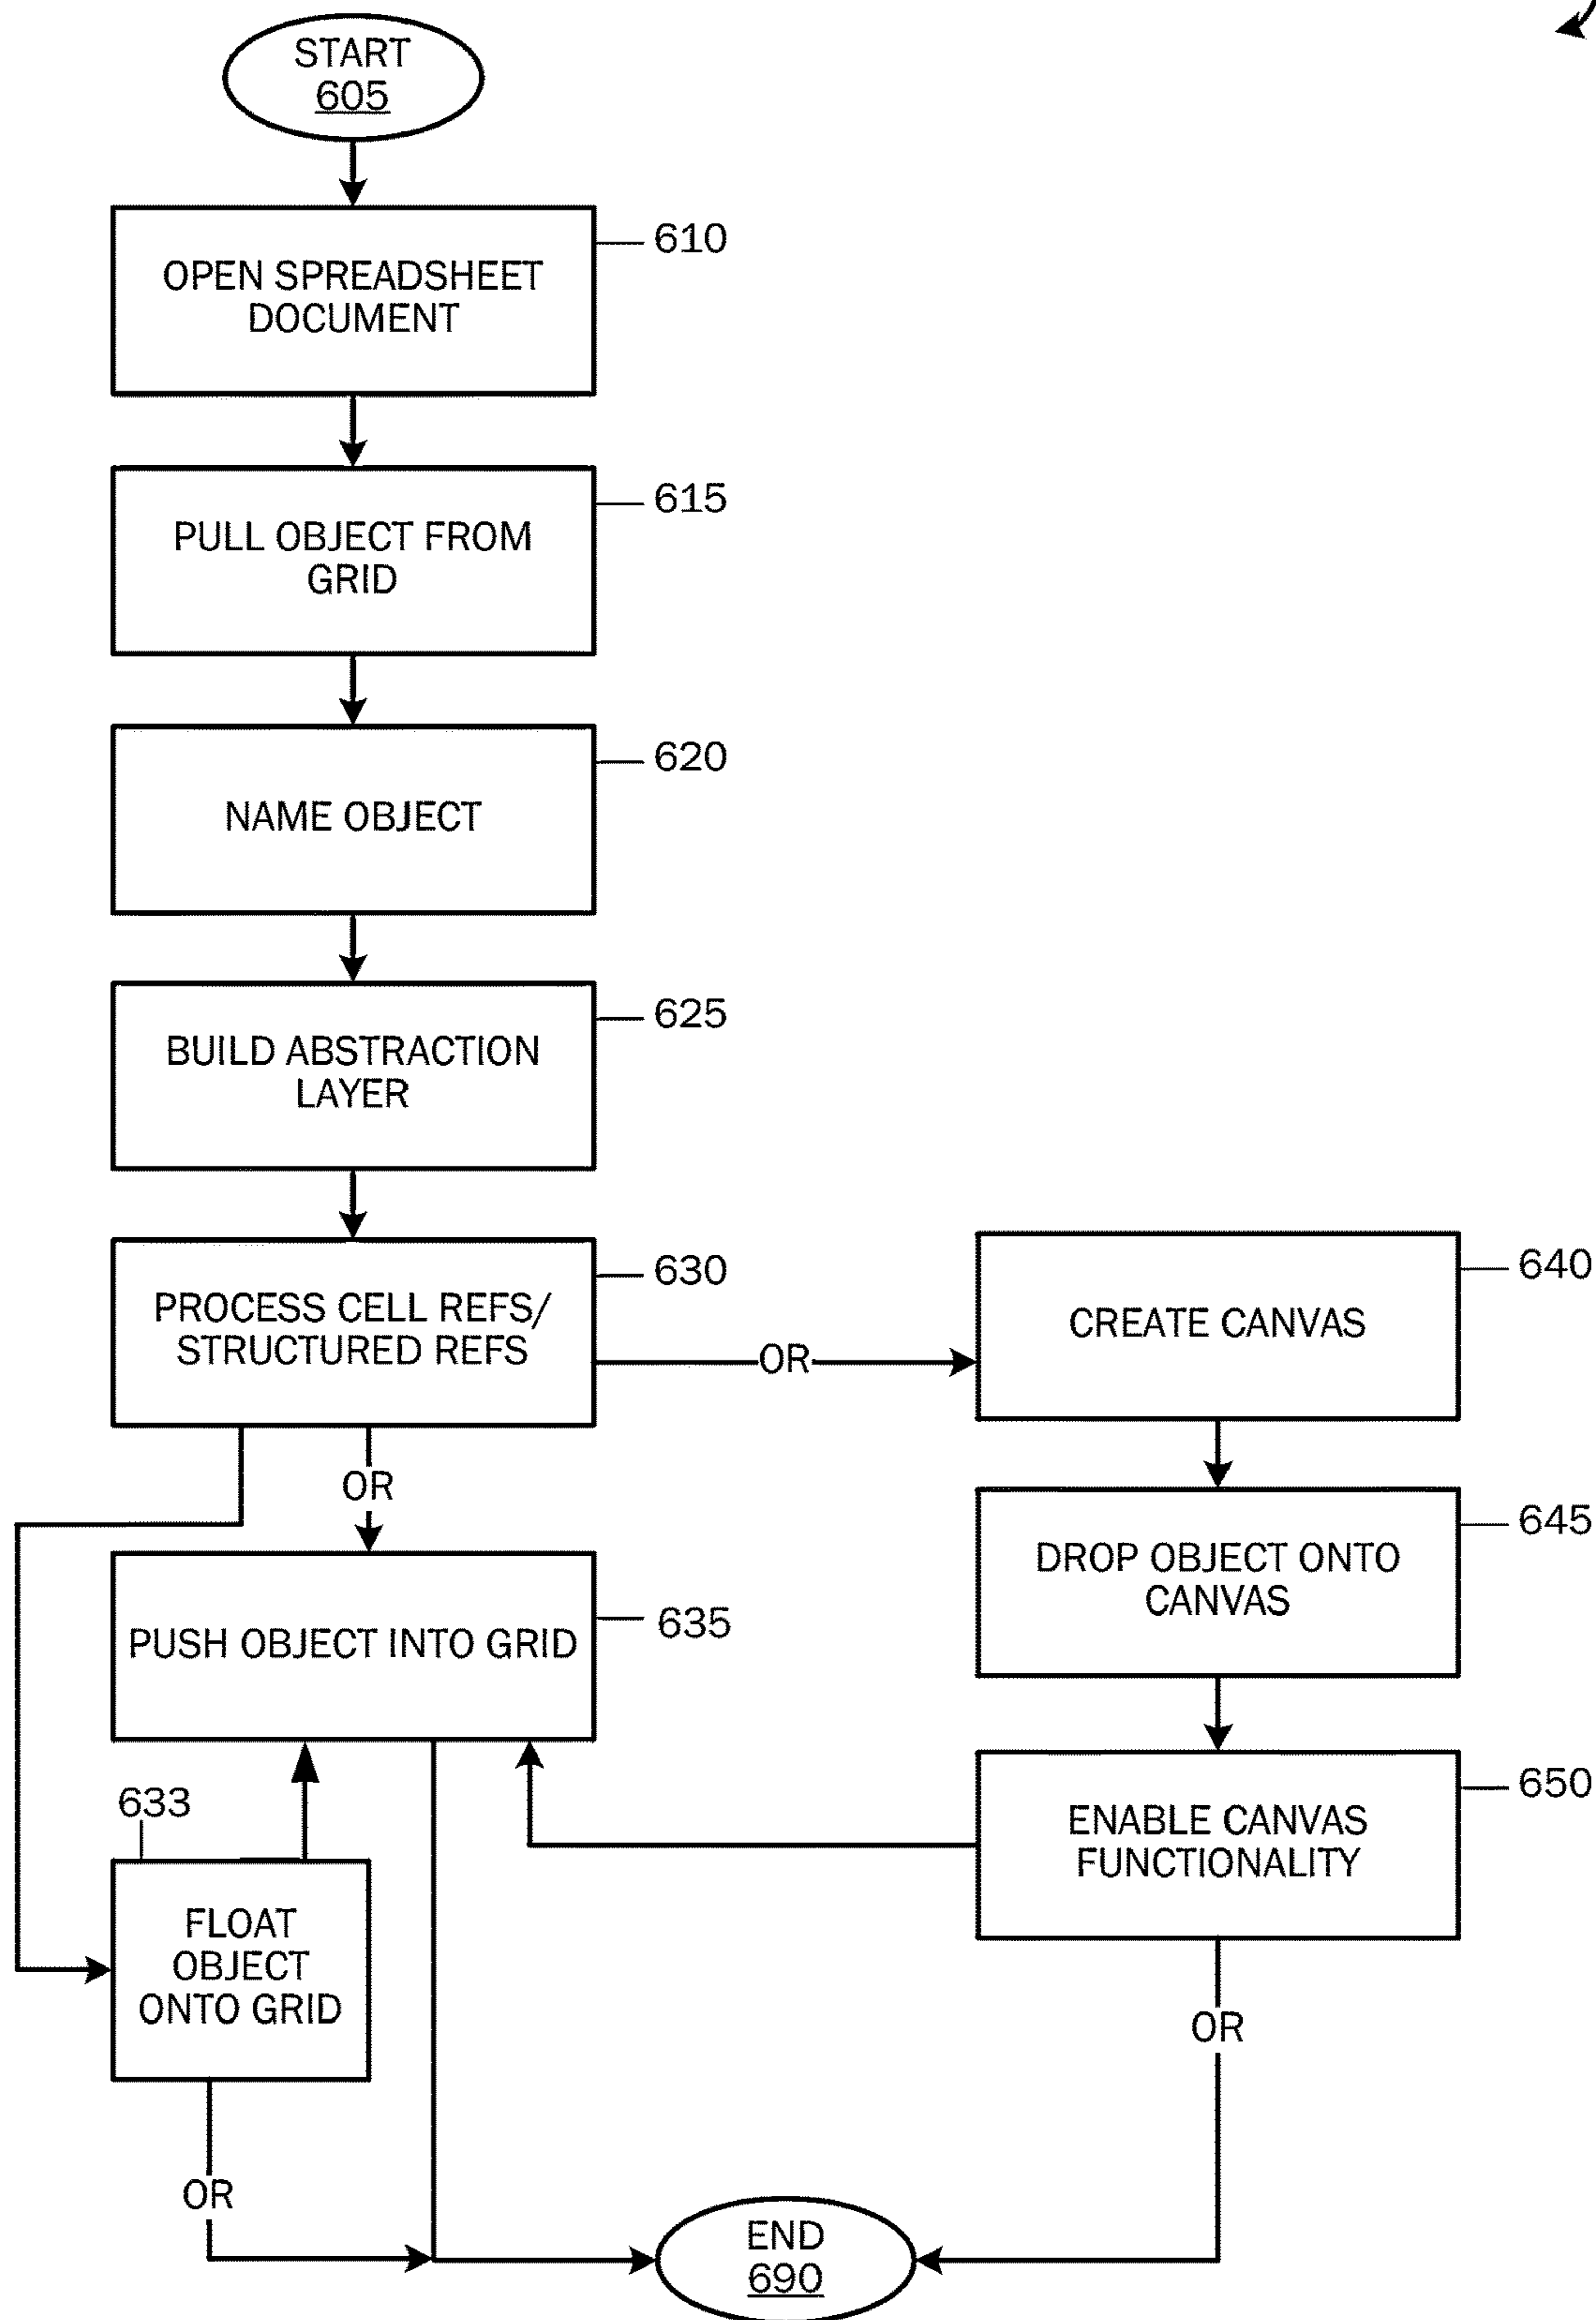 START
605
OPEN SPREADSHEET
DOCUMENT
610
PULL OBJECT FROM
GRID
615
NAME OBJECT
620
BUILD ABSTRACTION
LAYER
625
PROCESS CELL REFS/
STRUCTURED REFS
630
OR
CREATE CANVAS
640
OR
DROP OBJECT ONTO
CANVAS
645
PUSH OBJECT INTO GRID
635
ENABLE CANVAS
FUNCTIONALITY
650
633
FLOAT
OBJECT
ONTO GRID
OR
OR
END
690